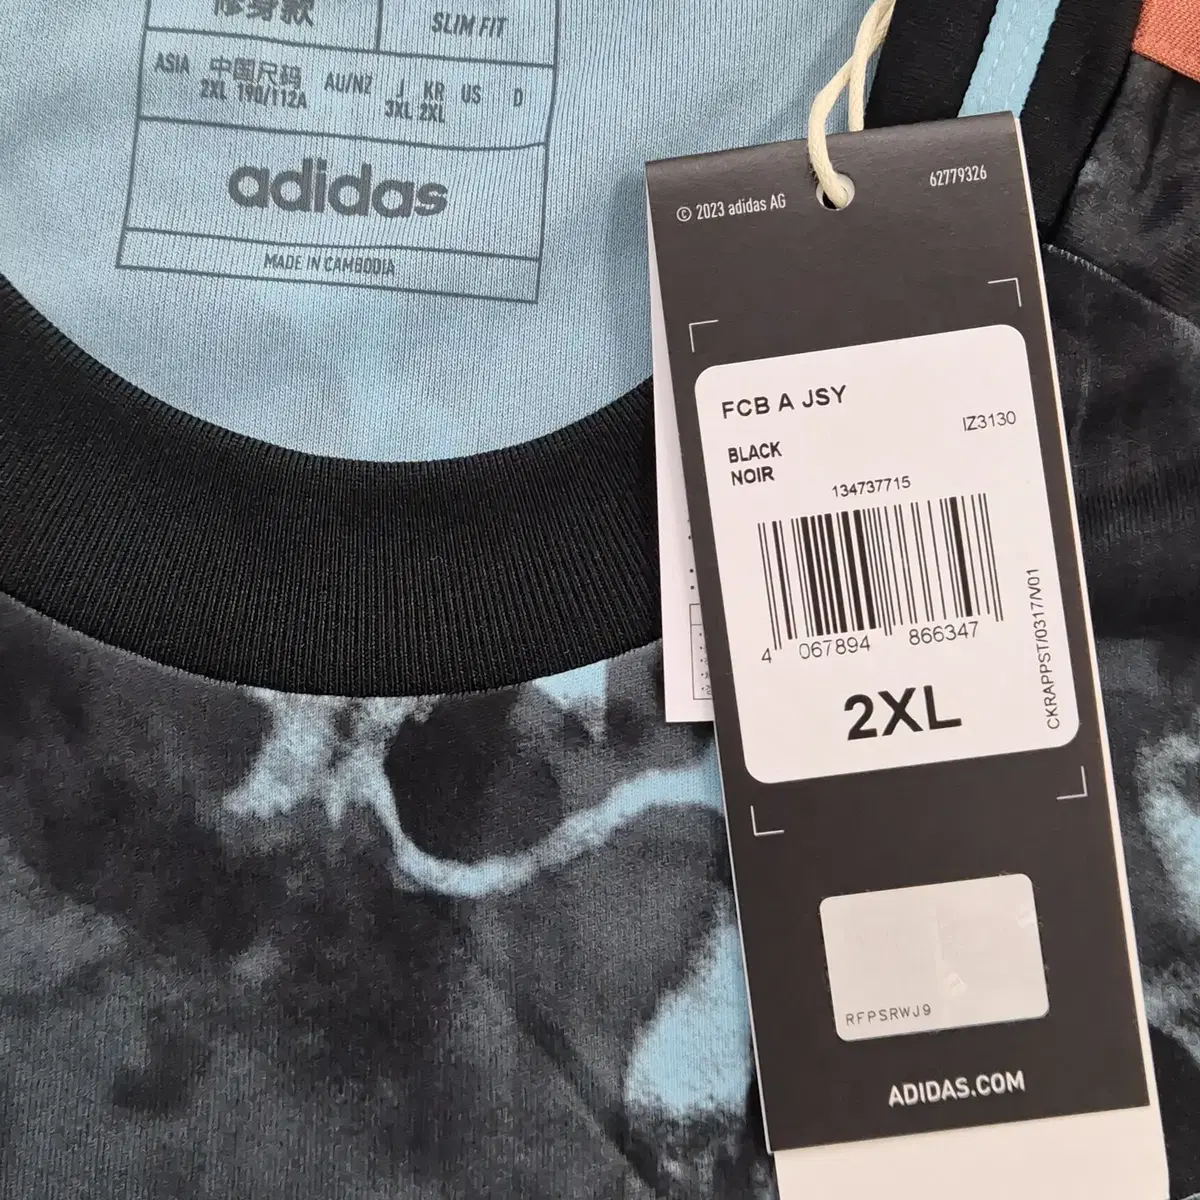 修身款
SLIM FIT
ASIA 中国尺码 AU/NZ J KR US D
2XL 190/112A 3XL 2XL
adidas
MADE IN CAMBODIA
© 2023 adidas AG
62779326
FCB A JSY
IZ3130
BLACK
NOIR
134737715
4 067894 866347
2XL
CKRAPPST/0317/V01
RFPSRWJ9
ADIDAS.COM